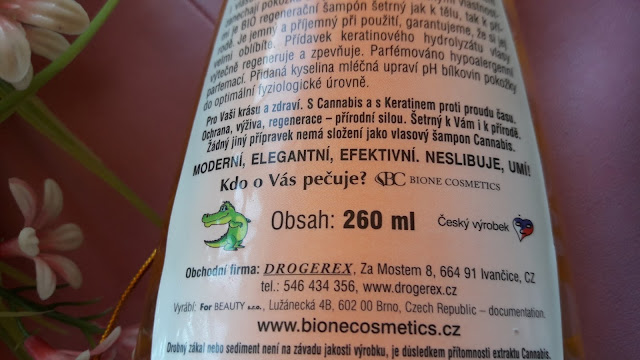 mi je BIO regenerační šampón šetrný jak k tělu, tak k pří-
rodě. Je jemný a příjemný při použití, garantujeme, že si jej
velmi oblíbíte. Přídavek keratinového hydrolyzátu vlasy
výtečně regeneruje a zpevňuje. Parfémováno hypoalergenní
parfemací. Přidaná kyselina mléčná upraví pH bílkovin pokožky
do optimální fyziologické úrovně.
Pro Vaši krásu a zdraví. S Cannabis a s Keratinem proti proudu času.
Ochrana, výživa, regenerace – přírodní silou. Šetrný k Vám i k přírodě.
Žádný jiný přípravek nemá složení jako vlasový šampon Cannabis.
MODERNÍ, ELEGANTNÍ, EFEKTIVNÍ. NESLIBUJE, UMÍ!
Kdo o Vás pečuje? BC BIONE COSMETICS
Obsah: 260 ml Český výrobek
Obchodní firma: DROGEREX, Za Mostem 8, 664 91 Ivančice, CZ
tel.: 546 434 356, www.drogerex.cz
Vyrábí: For BEAUTY s.r.o., Lužánecká 4B, 602 00 Brno, Czech Republic – documentation.
www.bionecosmetics.cz
Drobný zákal nebo sediment není na závadu jakosti výrobku, je důsledkem přítomnosti extraktu Cannabis.